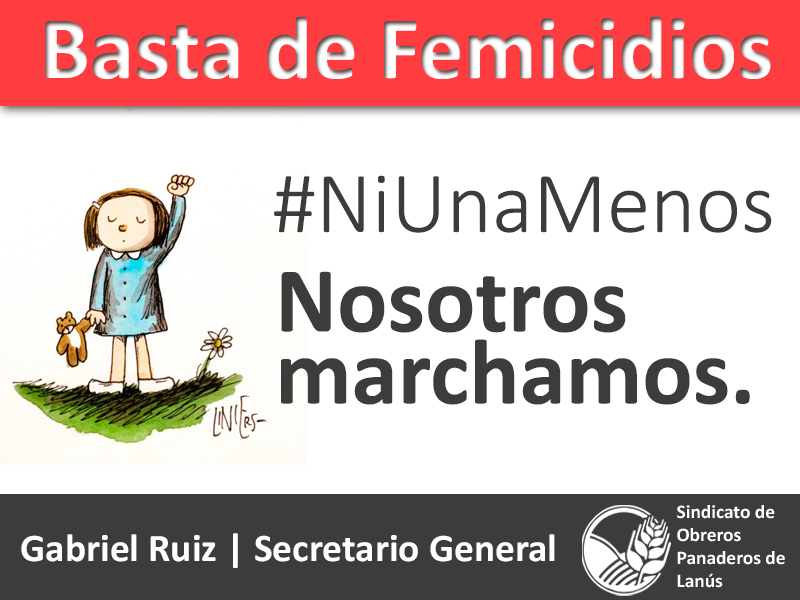 Basta de Femicidios
#NiUnaMenos
Nosotros
marchamos.
LINIERS-
Gabriel Ruiz | Secretario General
Sindicato de
Obreros
Panaderos de
Lanús